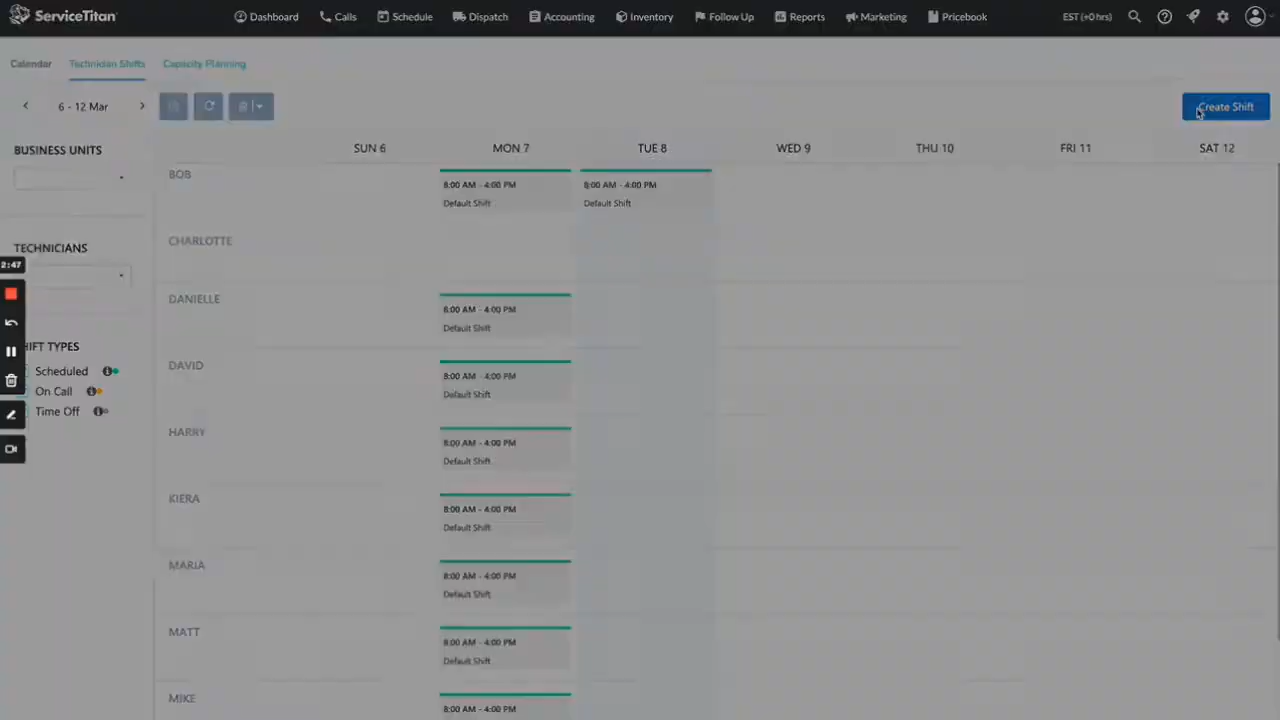 ServiceTitan
Dashboard Calls Schedule Dispatch Accounting Inventory Follow Up Reports Marketing Pricebook EST (+0 hrs)
Calendar Technician Shifts Capacity Planning
6 - 12 Mar
Create Shift
BUSINESS UNITS
SUN 6 MON 7 TUE 8 WED 9 THU 10 FRI 11 SAT 12
BOB
8:00 AM - 4:00 PM 8:00 AM - 4:00 PM
Default Shift Default Shift
CHARLOTTE
TECHNICIANS
2:47
DANIELLE
8:00 AM - 4:00 PM
Default Shift
HIFT TYPES
Scheduled
On Call
Time Off
DAVID
8:00 AM - 4:00 PM
Default Shift
HARRY
8:00 AM - 4:00 PM
Default Shift
KIERA
8:00 AM - 4:00 PM
Default Shift
MARIA
8:00 AM - 4:00 PM
Default Shift
MATT
8:00 AM - 4:00 PM
Default Shift
MIKE
8:00 AM - 4:00 PM